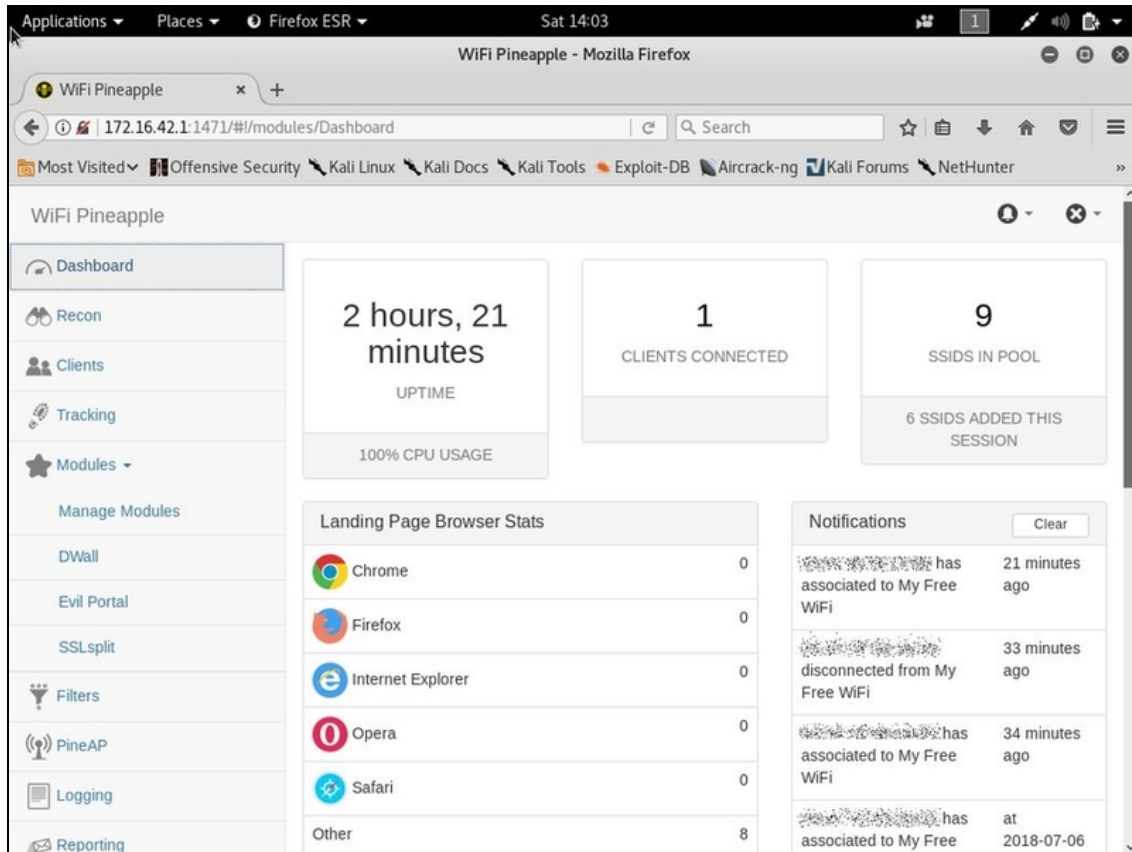 Applications Places Firefox ESR Sat 14:03 1
WiFi Pineapple - Mozilla Firefox
WiFi Pineapple
172.16.42.1:1471/#!/modules/Dashboard Search
Most Visited Offensive Security Kali Linux Kali Docs Kali Tools Exploit-DB Aircrack-ng Kali Forums NetHunter »
WiFi Pineapple
Dashboard
Recon
Clients
Tracking
Modules
Manage Modules
DWall
Evil Portal
SSLsplit
Filters
PineAP
Logging
Reporting
2 hours, 21
minutes
UPTIME
100% CPU USAGE
1
CLIENTS CONNECTED
9
SSIDS IN POOL
6 SSIDS ADDED THIS
SESSION
Landing Page Browser Stats
Chrome 0
Firefox 0
Internet Explorer 0
Opera 0
Safari 0
Other 8
Notifications Clear
has 21 minutes
associated to My Free ago
WiFi
33 minutes
disconnected from My ago
Free WiFi
has 34 minutes
associated to My Free ago
WiFi
has at
associated to My Free 2018-07-06